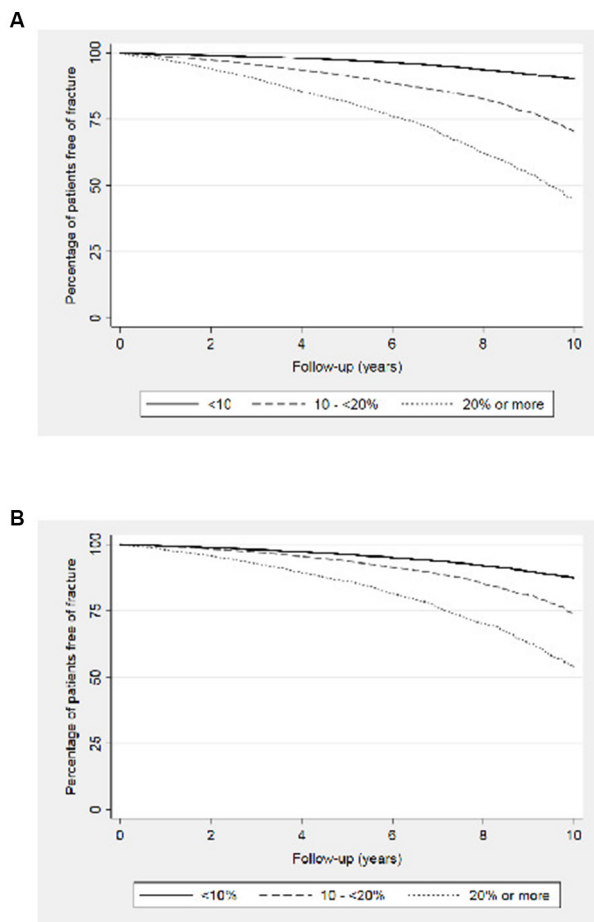 A
Percentage of patients free of fracture
100
75
50
25
0
0 2 4 6 8 10
Follow-up (years)
<10 10 - <20% 20% or more
B
Percentage of patients free of fracture
100
75
50
25
0
0 2 4 6 8 10
Follow-up (years)
<10% 10 - <20% 20% or more